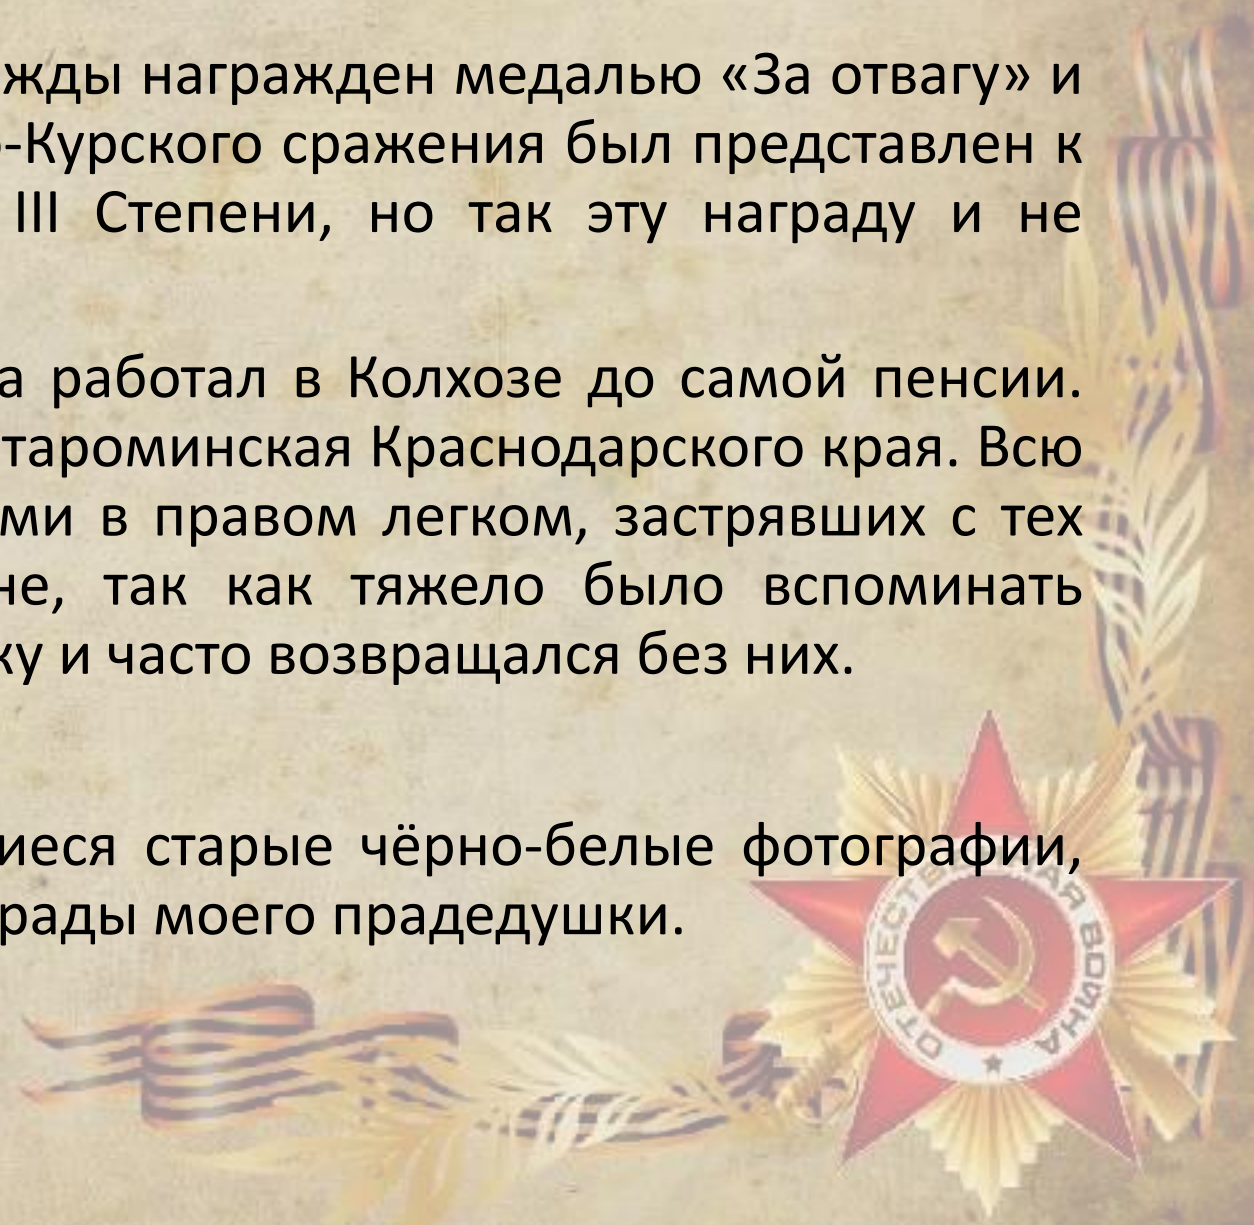 жды награжден медалью «За отвагу» и
-Курского сражения был представлен к
III Степени, но так эту награду и не
а работал в Колхозе до самой пенсии.
тароминская Краснодарского края. Всю
ми в правом легком, застрявших с тех
не, так как тяжело было вспоминать
ку и часто возвращался без них.
иеся старые чёрно-белые фотографии,
рады моего прадедушки.
ОТЕЧЕСТВЕННАЯ ВОЙНА